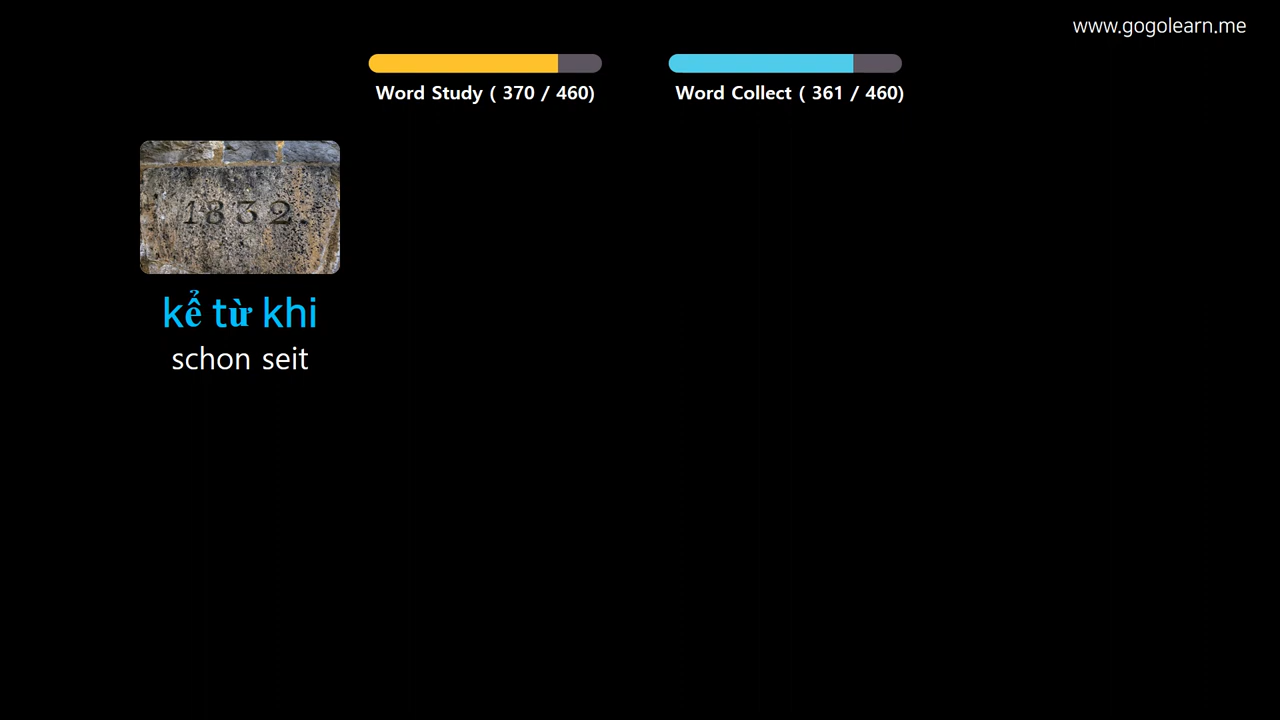 www.gogolearn.me
Word Study ( 370 / 460)
Word Collect ( 361 / 460)
1832.
kể từ khi
schon seit